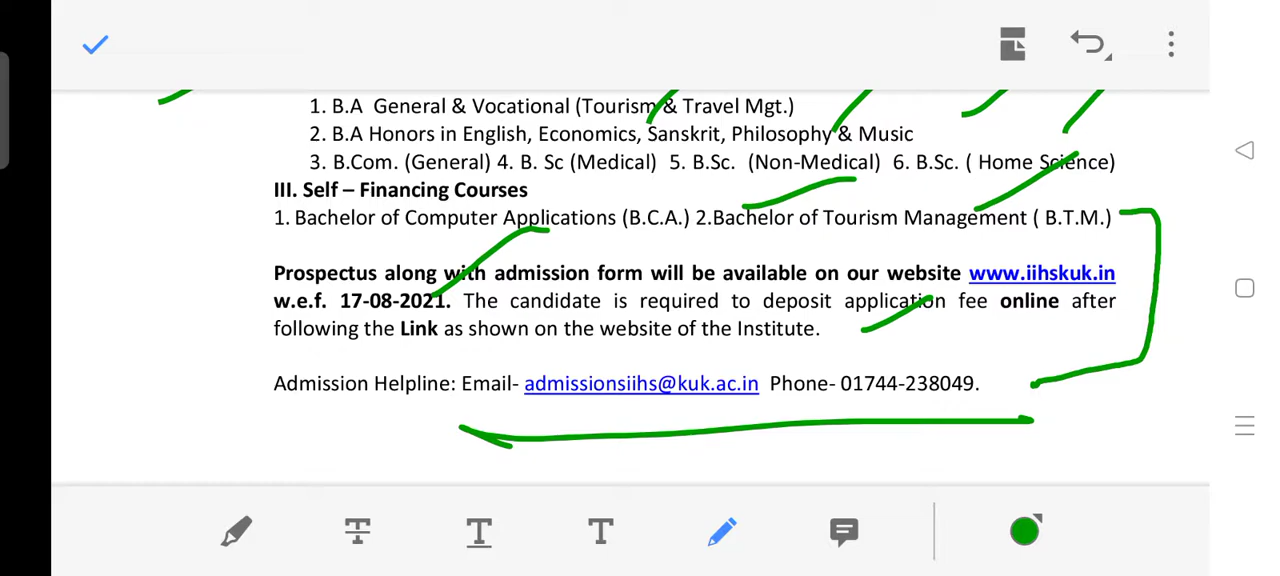 1. B.A General & Vocational (Tourism & Travel Mgt.)
2. B.A Honors in English, Economics, Sanskrit, Philosophy & Music
3. B.Com. (General) 4. B. Sc (Medical) 5. B.Sc. (Non-Medical) 6. B.Sc. ( Home Science)
III. Self – Financing Courses
1. Bachelor of Computer Applications (B.C.A.) 2.Bachelor of Tourism Management ( B.T.M.)
Prospectus along with admission form will be available on our website www.iihskuk.in
w.e.f. 17-08-2021. The candidate is required to deposit application fee online after
following the Link as shown on the website of the Institute.
Admission Helpline: Email- admissionsiihs@kuk.ac.in Phone- 01744-238049.
T T T